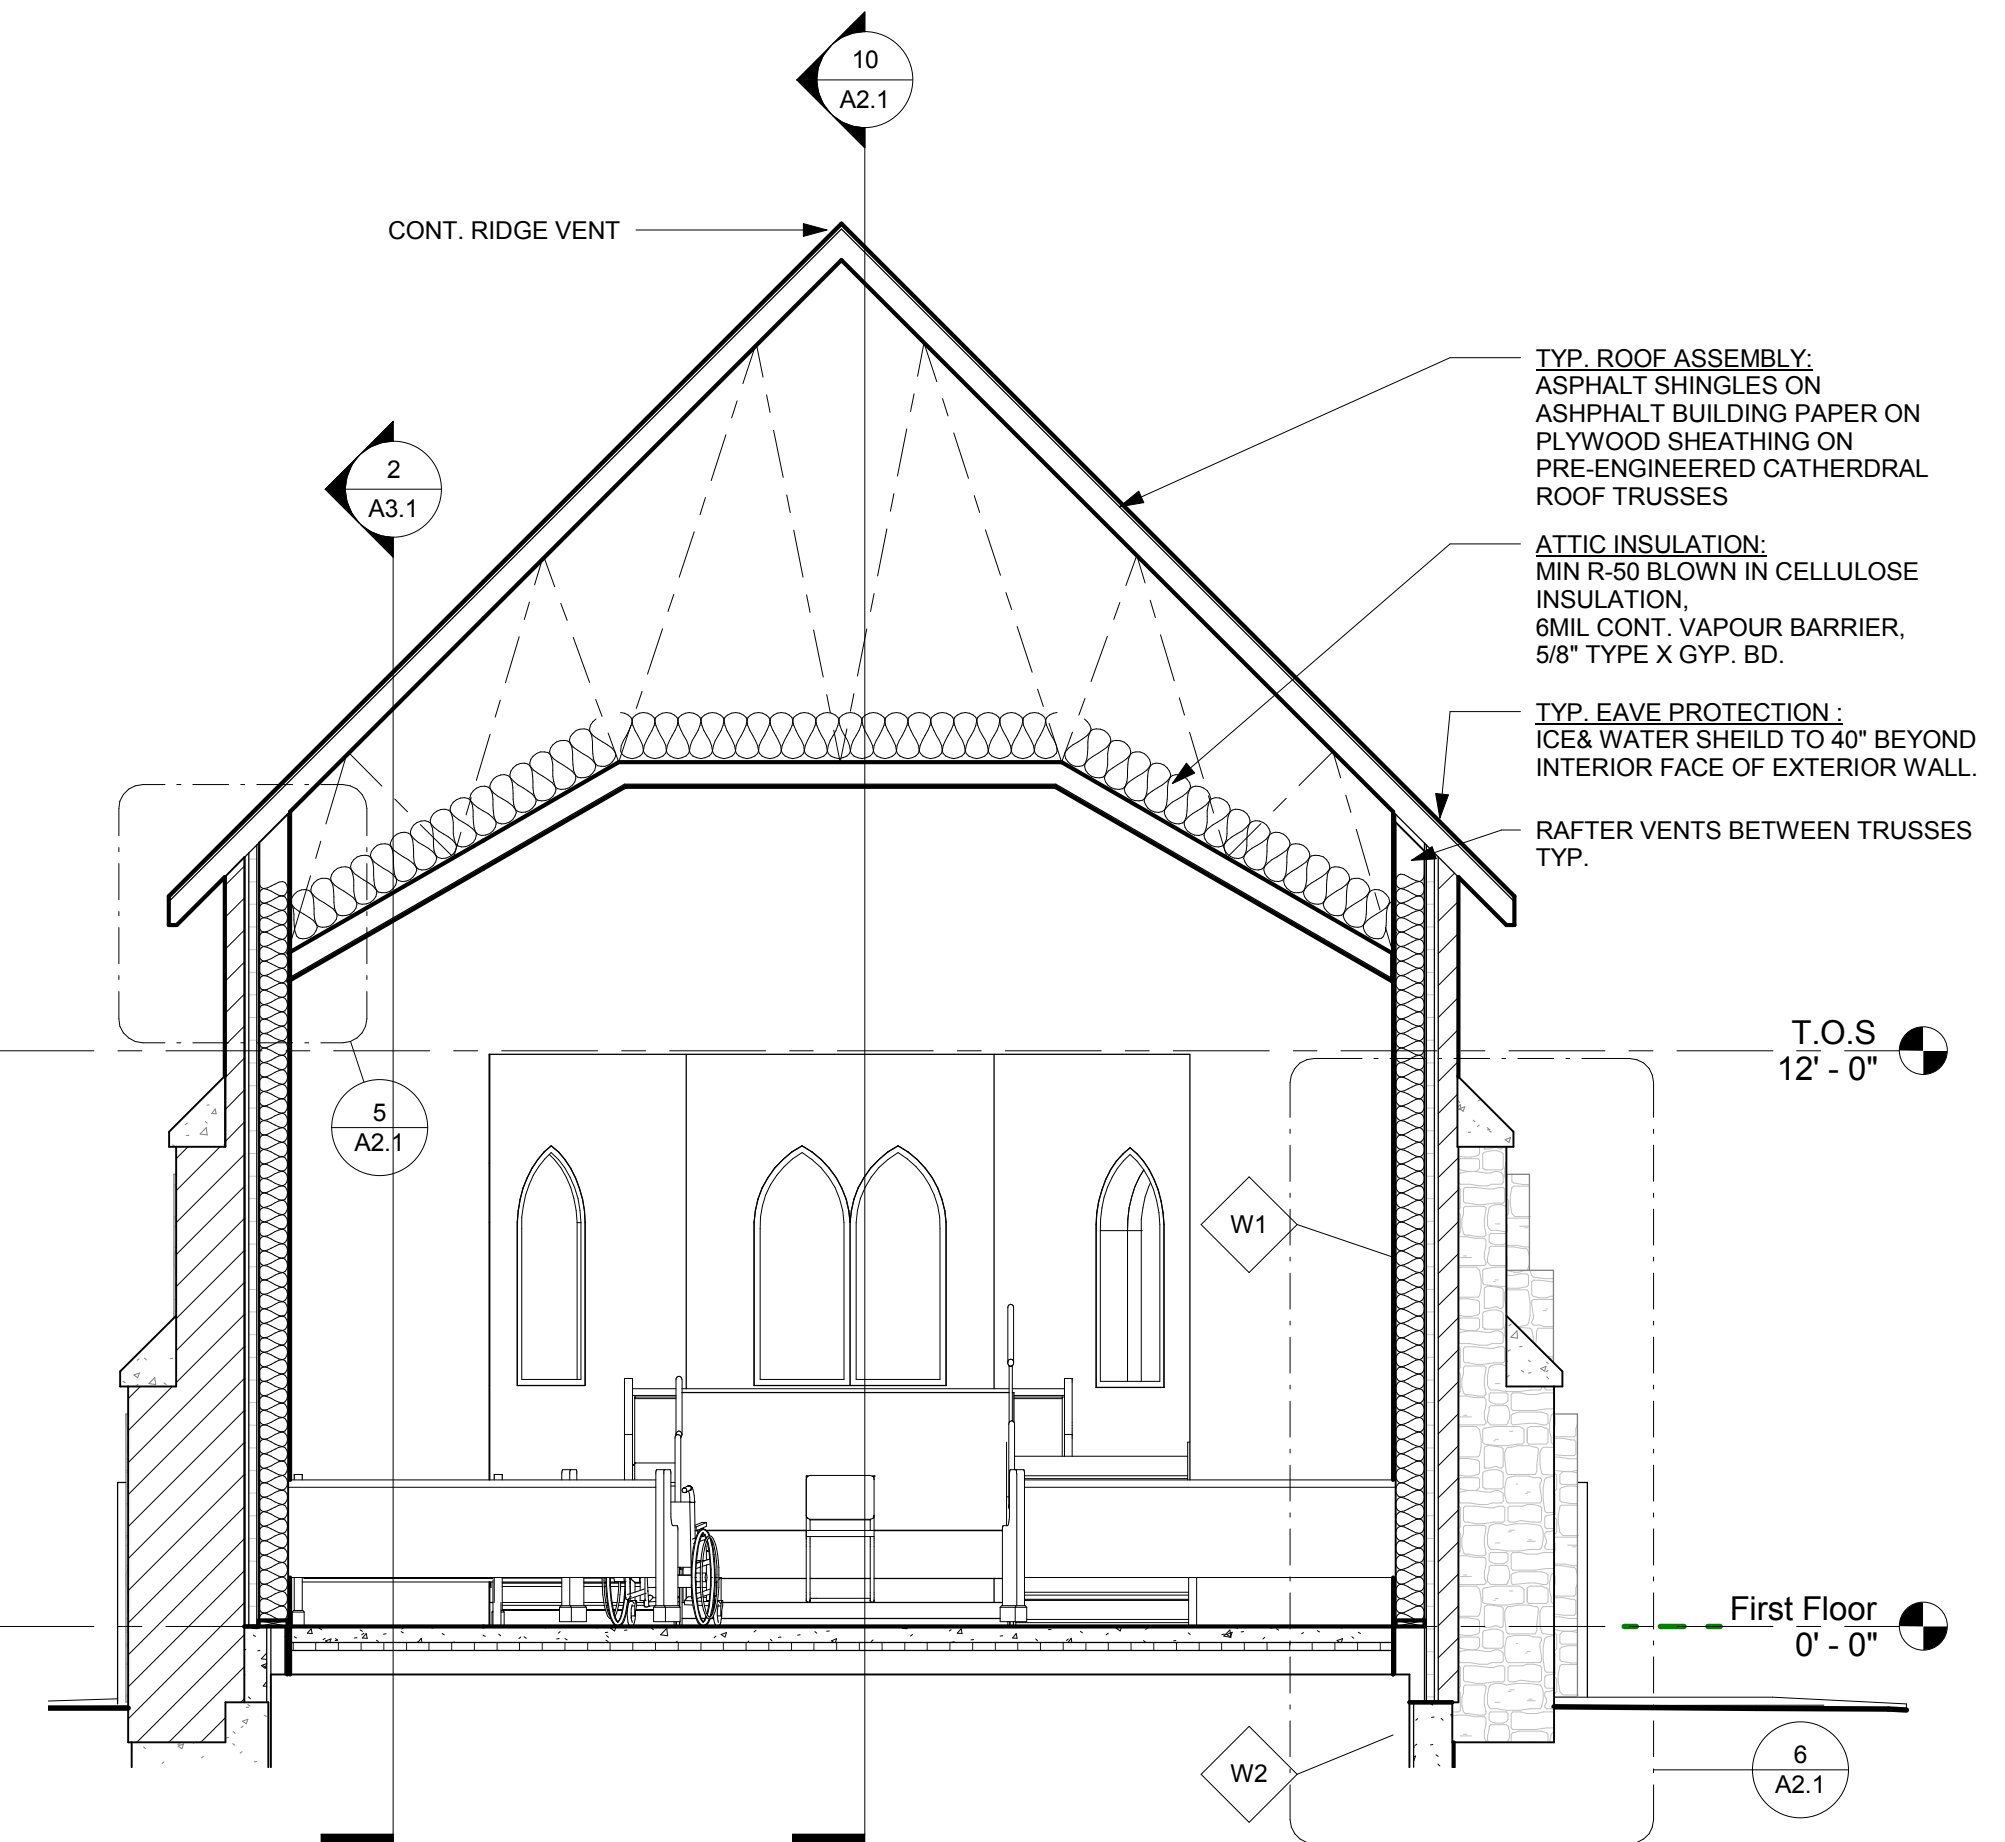 10
A2.1
CONT. RIDGE VENT
TYP. ROOF ASSEMBLY:
ASPHALT SHINGLES ON
ASHPHALT BUILDING PAPER ON
PLYWOOD SHEATHING ON
PRE-ENGINEERED CATHERDRAL
ROOF TRUSSES
2
A3.1
ATTIC INSULATION:
MIN R-50 BLOWN IN CELLULOSE
INSULATION,
6MIL CONT. VAPOUR BARRIER,
5/8" TYPE X GYP. BD.
TYP. EAVE PROTECTION :
ICE& WATER SHEILD TO 40" BEYOND
INTERIOR FACE OF EXTERIOR WALL.
RAFTER VENTS BETWEEN TRUSSES
TYP.
T.O.S
12' - 0"
5
A2.1
W1
First Floor
0' - 0"
W2
6
A2.1